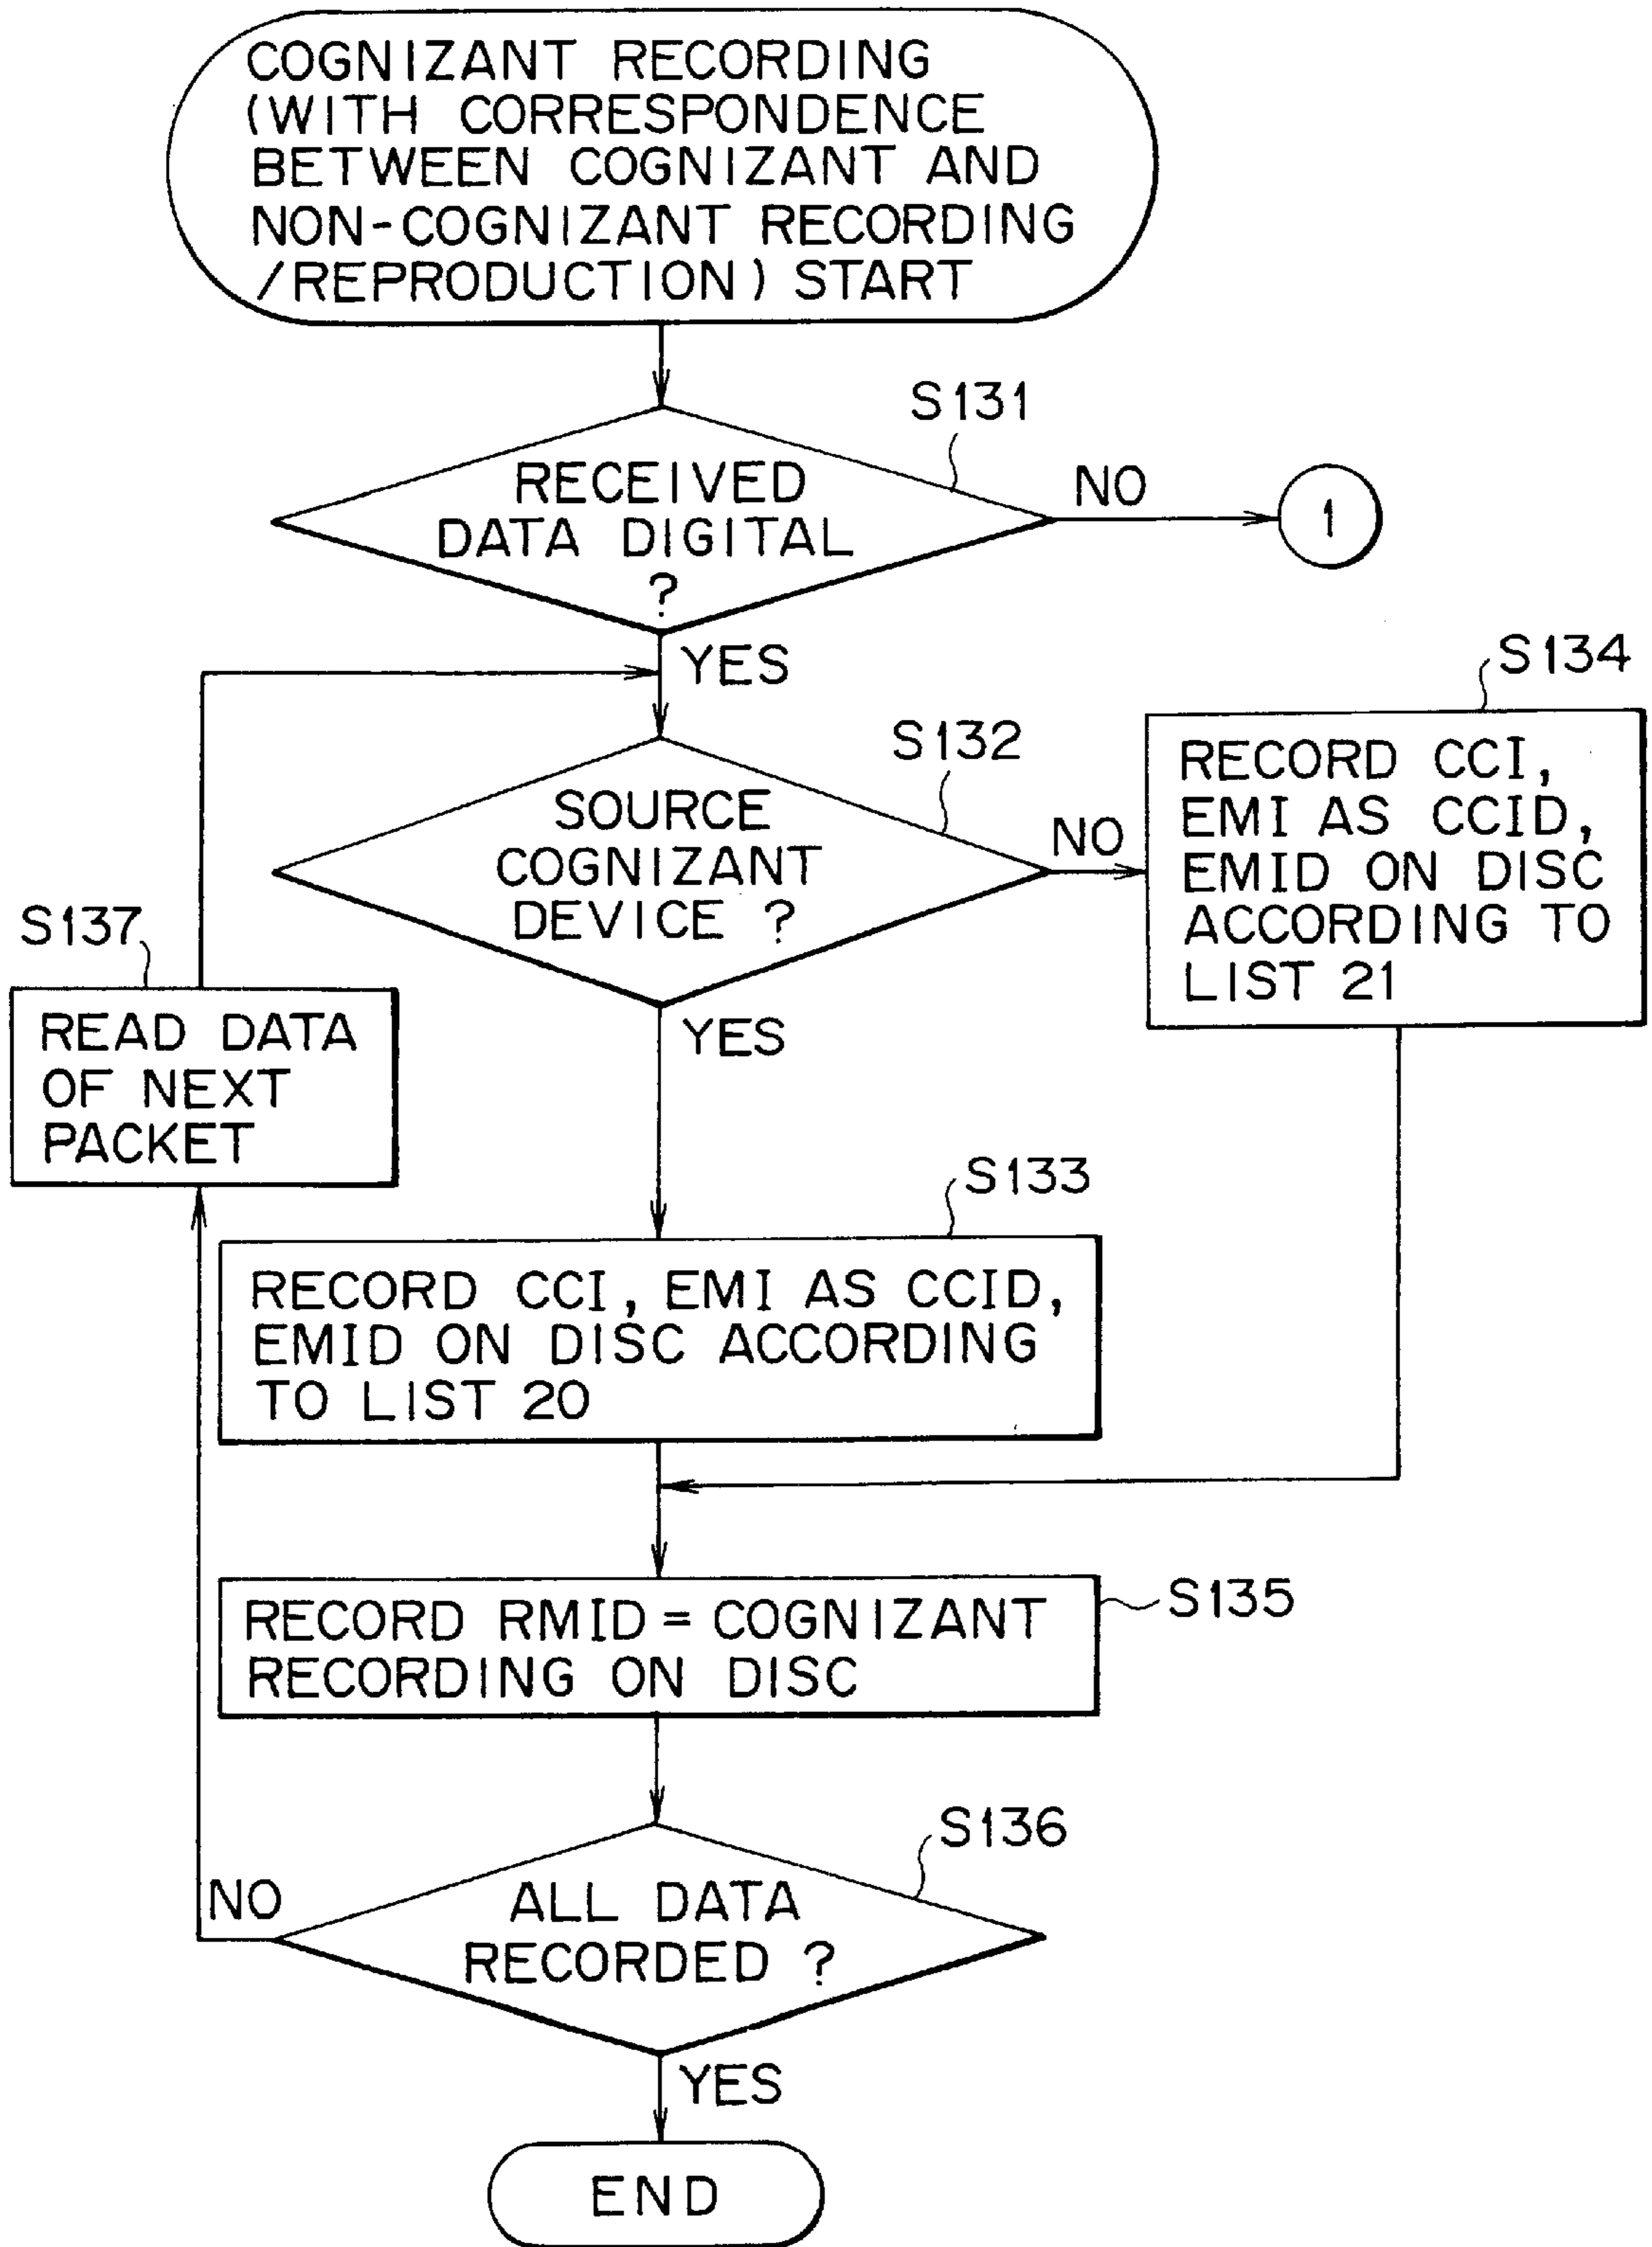 COGNIZANT RECORDING
(WITH CORRESPONDENCE
BETWEEN COGNIZANT AND
NON-COGNIZANT RECORDING
/REPRODUCTION) START
S131
RECEIVED
DATA DIGITAL
?
NO
1
YES
S132
SOURCE
COGNIZANT
DEVICE ?
NO
S134
RECORD CCI,
EMI AS CCID,
EMID ON DISC
ACCORDING TO
LIST 21
S137
READ DATA
OF NEXT
PACKET
YES
S133
RECORD CCI, EMI AS CCID,
EMID ON DISC ACCORDING
TO LIST 20
S135
RECORD RMID = COGNIZANT
RECORDING ON DISC
S136
NO
ALL DATA
RECORDED ?
YES
END